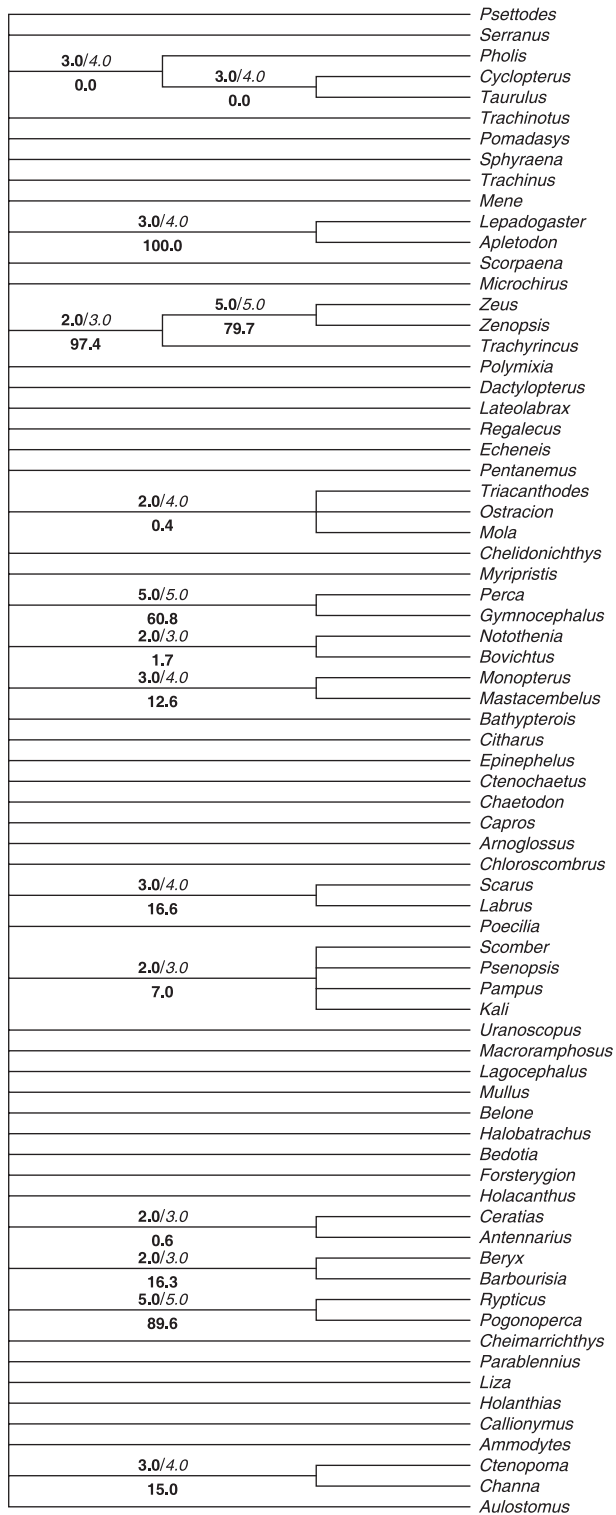 Psettodes
Serranus
Pholis
3.0/4.0
3.0/4.0
Cyclopterus
0.0
0.0
Taurulus
Trachinotus
Pomadasys
Sphyraena
Trachinus
Mene
3.0/4.0
Lepadogaster
100.0
Apletodon
Scorpaena
Microchirus
5.0/5.0
Zeus
2.0/3.0
79.7
Zenopsis
97.4
Trachyrincus
Polymixia
Dactylopterus
Lateolabrax
Regalecus
Echeneis
Pentanemus
2.0/4.0
Triacanthodes
0.4
Ostracion
Mola
Chelidonichthys
Myripristis
5.0/5.0
Perca
60.8
Gymnocephalus
2.0/3.0
Notothenia
1.7
Bovichtus
3.0/4.0
Monopterus
12.6
Mastacembelus
Bathypterois
Citharus
Epinephelus
Ctenochaetus
Chaetodon
Capros
Arnoglossus
Chloroscombrus
3.0/4.0
Scarus
16.6
Labrus
Poecilia
Scomber
2.0/3.0
Psenopsis
7.0
Pampus
Kali
Uranoscopus
Macroramphosus
Lagocephalus
Mullus
Belone
Halobatrachus
Bedotia
Forsterygion
Holacanthus
2.0/3.0
Ceratias
0.6
Antennarius
2.0/3.0
Beryx
16.3
Barbourisia
5.0/5.0
Rypticus
89.6
Pogonoperca
Cheimarrichthys
Parablennius
Liza
Holanthias
Callionymus
Ammodytes
3.0/4.0
Ctenopoma
15.0
Channa
Aulostomus